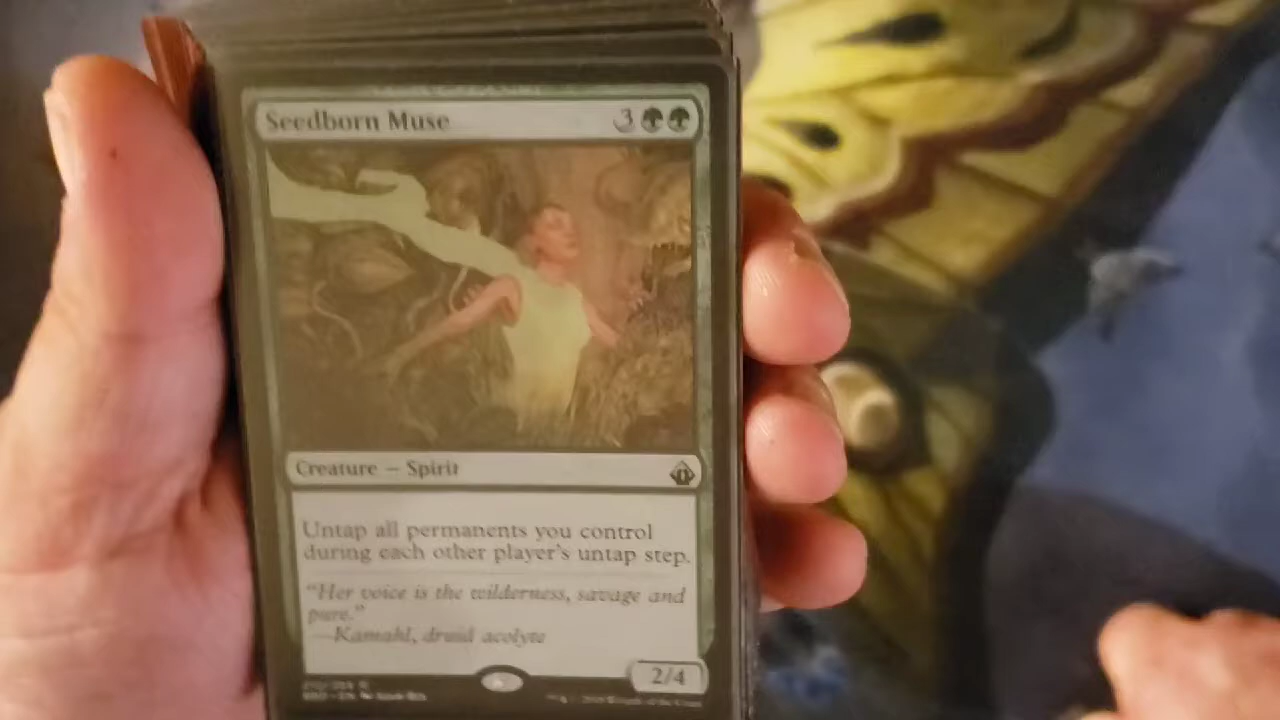 Seedborn Muse 3
Creature — Spirit
Untap all permanents you control
during each other player's untap step.
"Her voice is the wilderness, savage and
pure."
—Kamahl, druid acolyte
2/4